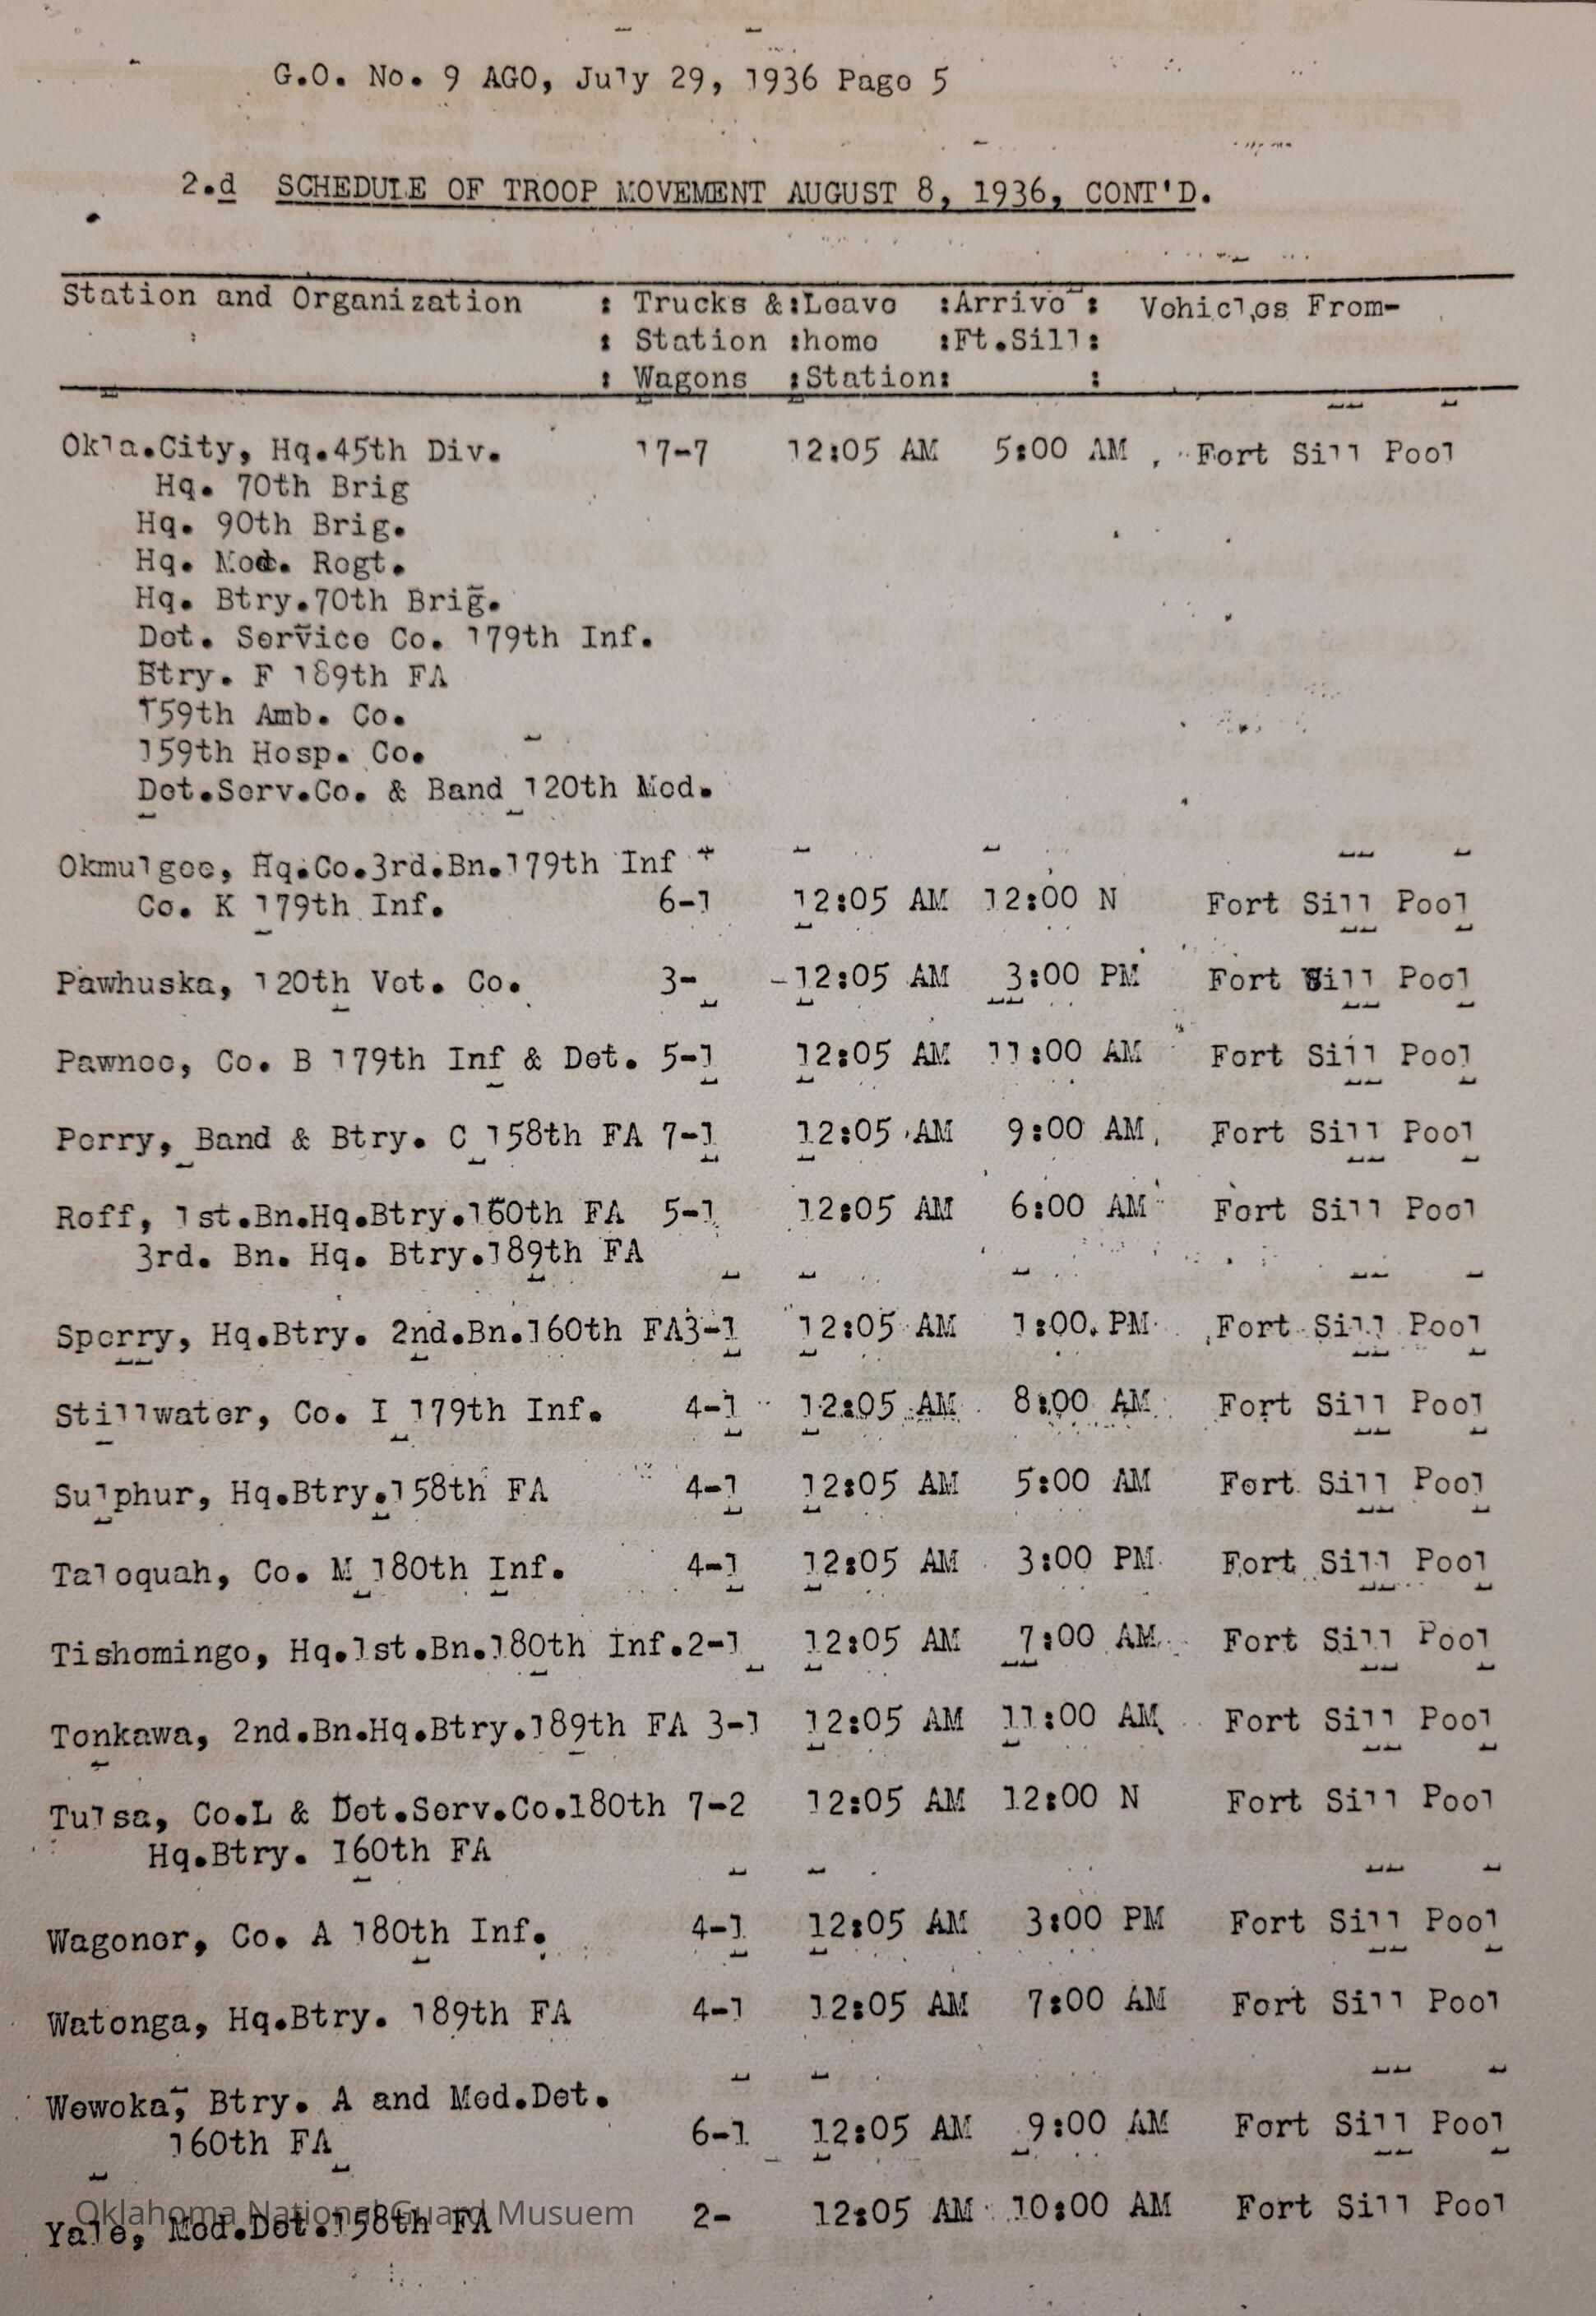 G.O. No. 9 AGO, July 29, 1936 Page 5
2.d SCHEDULE OF TROOP MOVEMENT AUGUST 8, 1936, CONT'D.
Station and Organization : Trucks &:Leave :Arrive : Vehicles From-
: Station :home :Ft.Sill:
: Wagons :Station: :
Okla.City, Hq.45th Div. 17-7 12:05 AM 5:00 AM Fort Sill Pool
Hq. 70th Brig
Hq. 90th Brig.
Hq. Med. Regt.
Hq. Btry.70th Brig.
Det. Service Co. 179th Inf.
Btry. F 189th FA
159th Amb. Co.
159th Hosp. Co.
Det.Serv.Co. & Band 120th Med.
Okmulgee, Hq.Co.3rd.Bn.179th Inf
Co. K 179th Inf. 6-1 12:05 AM 12:00 N Fort Sill Pool
Pawhuska, 120th Vet. Co. 3- 12:05 AM 3:00 PM Fort Sill Pool
Pawnee, Co. B 179th Inf & Det. 5-1 12:05 AM 11:00 AM Fort Sill Pool
Perry, Band & Btry. C 158th FA 7-1 12:05 AM 9:00 AM Fort Sill Pool
Roff, 1st.Bn.Hq.Btry.160th FA 5-1 12:05 AM 6:00 AM Fort Sill Pool
3rd. Bn. Hq. Btry.189th FA
Sperry, Hq.Btry. 2nd.Bn.160th FA3-1 12:05 AM 1:00 PM Fort Sill Pool
Stillwater, Co. I 179th Inf. 4-1 12:05 AM 8:00 AM Fort Sill Pool
Sulphur, Hq.Btry.158th FA 4-1 12:05 AM 5:00 AM Fort Sill Pool
Talequah, Co. M 180th Inf. 4-1 12:05 AM 3:00 PM Fort Sill Pool
Tishomingo, Hq.1st.Bn.180th Inf.2-1 12:05 AM 7:00 AM Fort Sill Pool
Tonkawa, 2nd.Bn.Hq.Btry.189th FA 3-1 12:05 AM 11:00 AM Fort Sill Pool
Tulsa, Co.L & Det.Serv.Co.180th 7-2 12:05 AM 12:00 N Fort Sill Pool
Hq.Btry. 160th FA
Wagoner, Co. A 180th Inf. 4-1 12:05 AM 3:00 PM Fort Sill Pool
Watonga, Hq.Btry. 189th FA 4-1 12:05 AM 7:00 AM Fort Sill Pool
Wewoka, Btry. A and Med.Det.
160th FA 6-1 12:05 AM 9:00 AM Fort Sill Pool
Oklahoma National Guard Musuem
Yale, Med.Det.158th FA 2- 12:05 AM 10:00 AM Fort Sill Pool